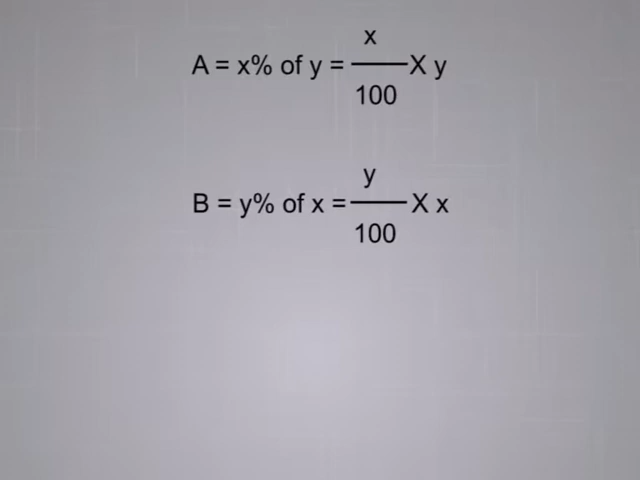 A = x% of y = x/100 X y
B = y% of x = y/100 X x